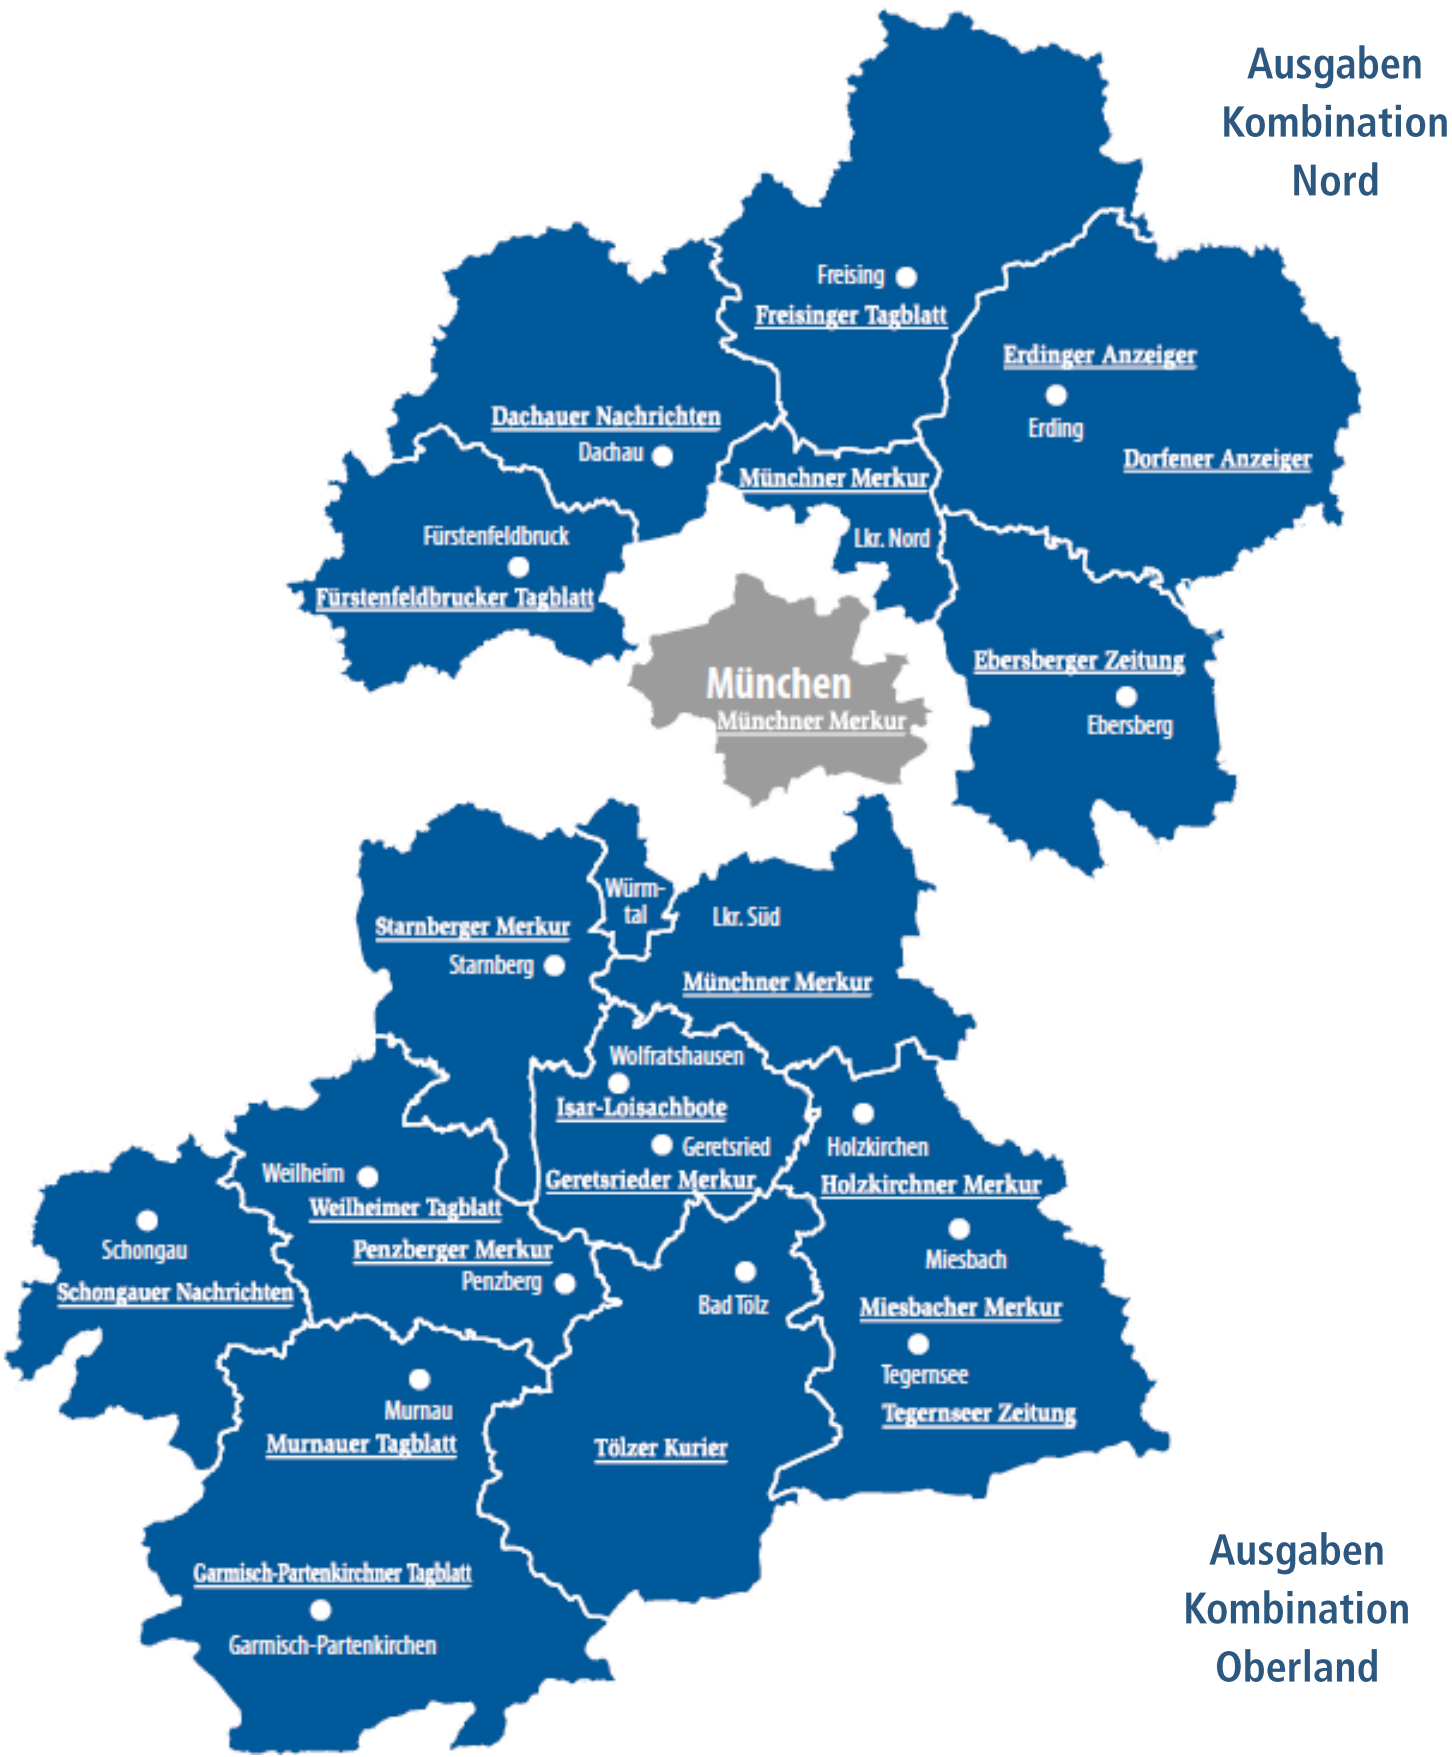 Ausgaben
Kombination
Nord
Freising
Freisinger Tagblatt
Erdinger Anzeiger
Erding
Dorfener Anzeiger
Dachauer Nachrichten
Dachau
Münchner Merkur
Lkr. Nord
Fürstenfeldbruck
Fürstenfeldbrucker Tagblatt
Ebersberger Zeitung
Ebersberg
München
Münchner Merkur
Würm-
tal
Lkr. Süd
Starnberger Merkur
Starnberg
Münchner Merkur
Wolfratshausen
Isar-Loisachbote
Geretsried
Geretsrieder Merkur
Holzkirchen
Holzkirchner Merkur
Weilheim
Weilheimer Tagblatt
Penzberger Merkur
Penzberg
Schongau
Schongauer Nachrichten
Miesbach
Miesbacher Merkur
Bad Tölz
Tegernsee
Tegernseer Zeitung
Murnau
Murnauer Tagblatt
Tölzer Kurier
Garmisch-Partenkirchner Tagblatt
Garmisch-Partenkirchen
Ausgaben
Kombination
Oberland